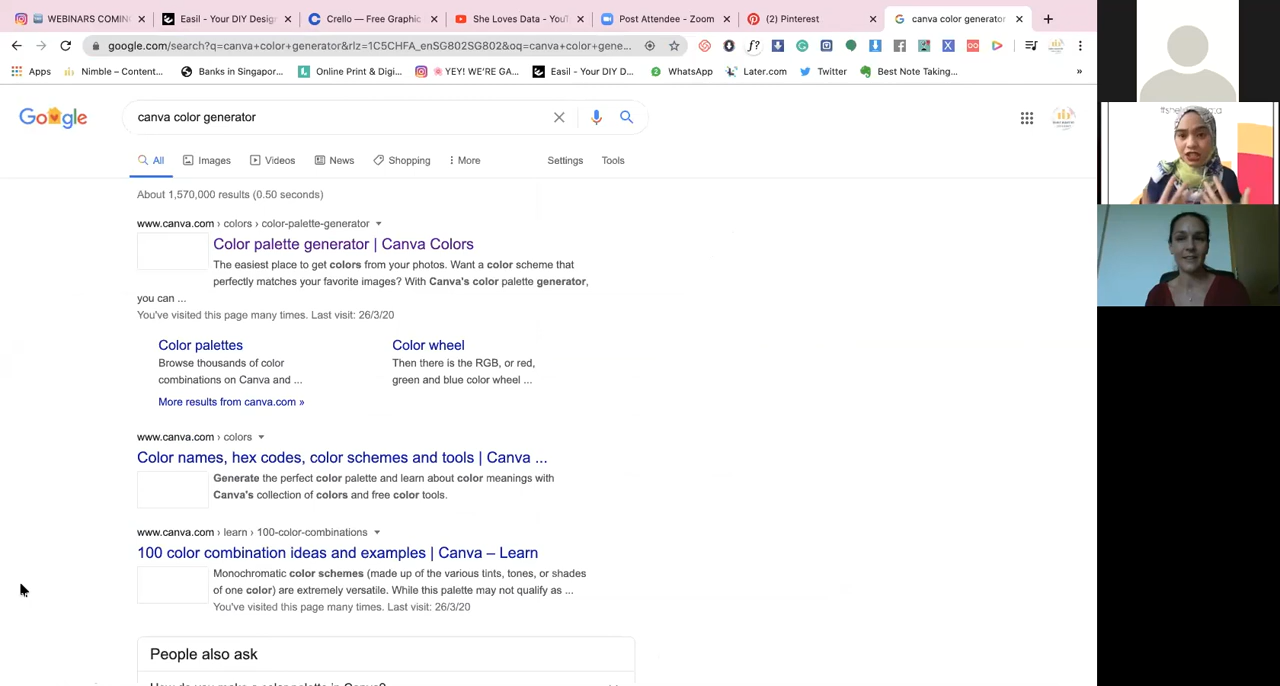 WEBINARS COMIN
Easil - Your DIY Desig
Crello — Free Graphic
She Loves Data - YouT
Post Attendee - Zoom
(2) Pinterest
canva color generator
google.com/search?q=canva+color+generator&rlz=1C5CHFA_enSG802SG802&oq=canva+color+gene...
Apps
Nimble – Content...
Banks in Singapor...
Online Print & Digi...
YEY! WE'RE GA...
Easil - Your DIY D...
WhatsApp
Later.com
Twitter
Best Note Taking...
»
canva color generator
All
Images
Videos
News
Shopping
More
Settings
Tools
About 1,570,000 results (0.50 seconds)
www.canva.com › colors › color-palette-generator
Color palette generator | Canva Colors
The easiest place to get colors from your photos. Want a color scheme that
perfectly matches your favorite images? With Canva's color palette generator,
you can ...
You've visited this page many times. Last visit: 26/3/20
Color palettes
Browse thousands of color
combinations on Canva and ...
Color wheel
Then there is the RGB, or red,
green and blue color wheel ...
More results from canva.com »
www.canva.com › colors
Color names, hex codes, color schemes and tools | Canva ...
Generate the perfect color palette and learn about color meanings with
Canva's collection of colors and free color tools.
www.canva.com › learn › 100-color-combinations
100 color combination ideas and examples | Canva – Learn
Monochromatic color schemes (made up of the various tints, tones, or shades
of one color) are extremely versatile. While this palette may not qualify as ...
You've visited this page many times. Last visit: 26/3/20
People also ask
How do you make a color palette in Canva?